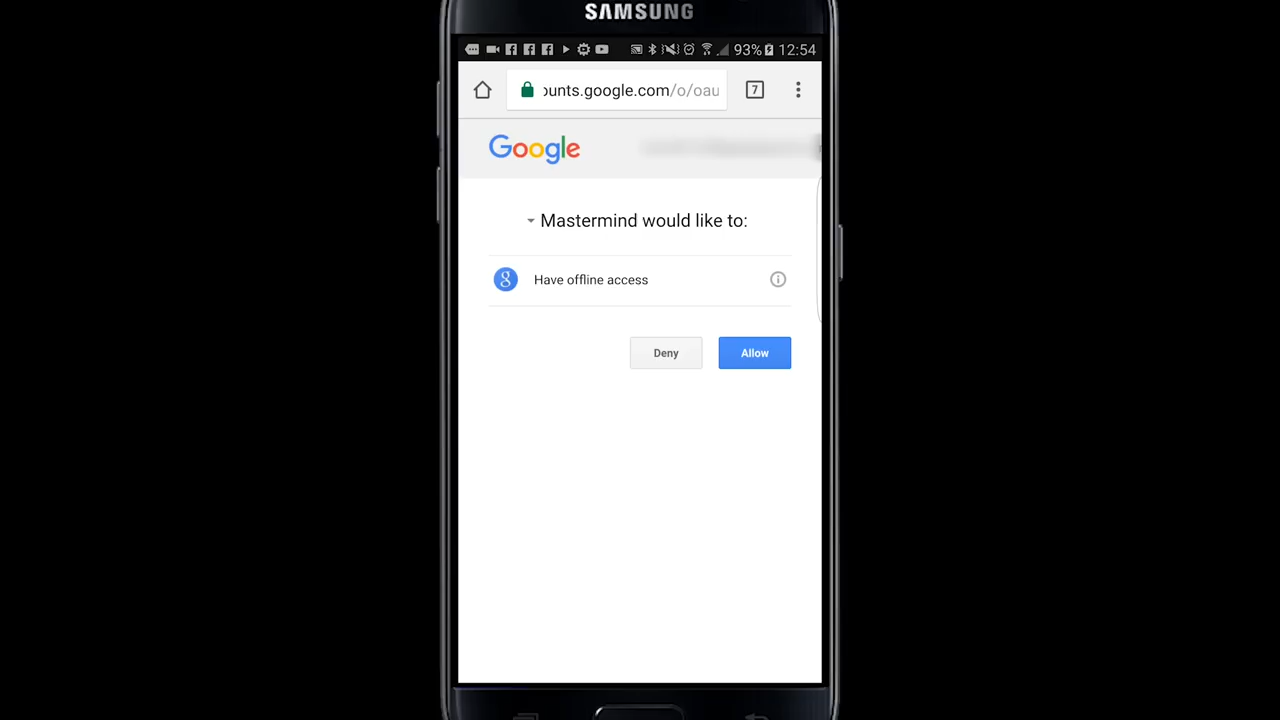 SAMSUNG
93% 12:54
ounts.google.com/o/oau 7
Google
Mastermind would like to:
Have offline access
Deny Allow